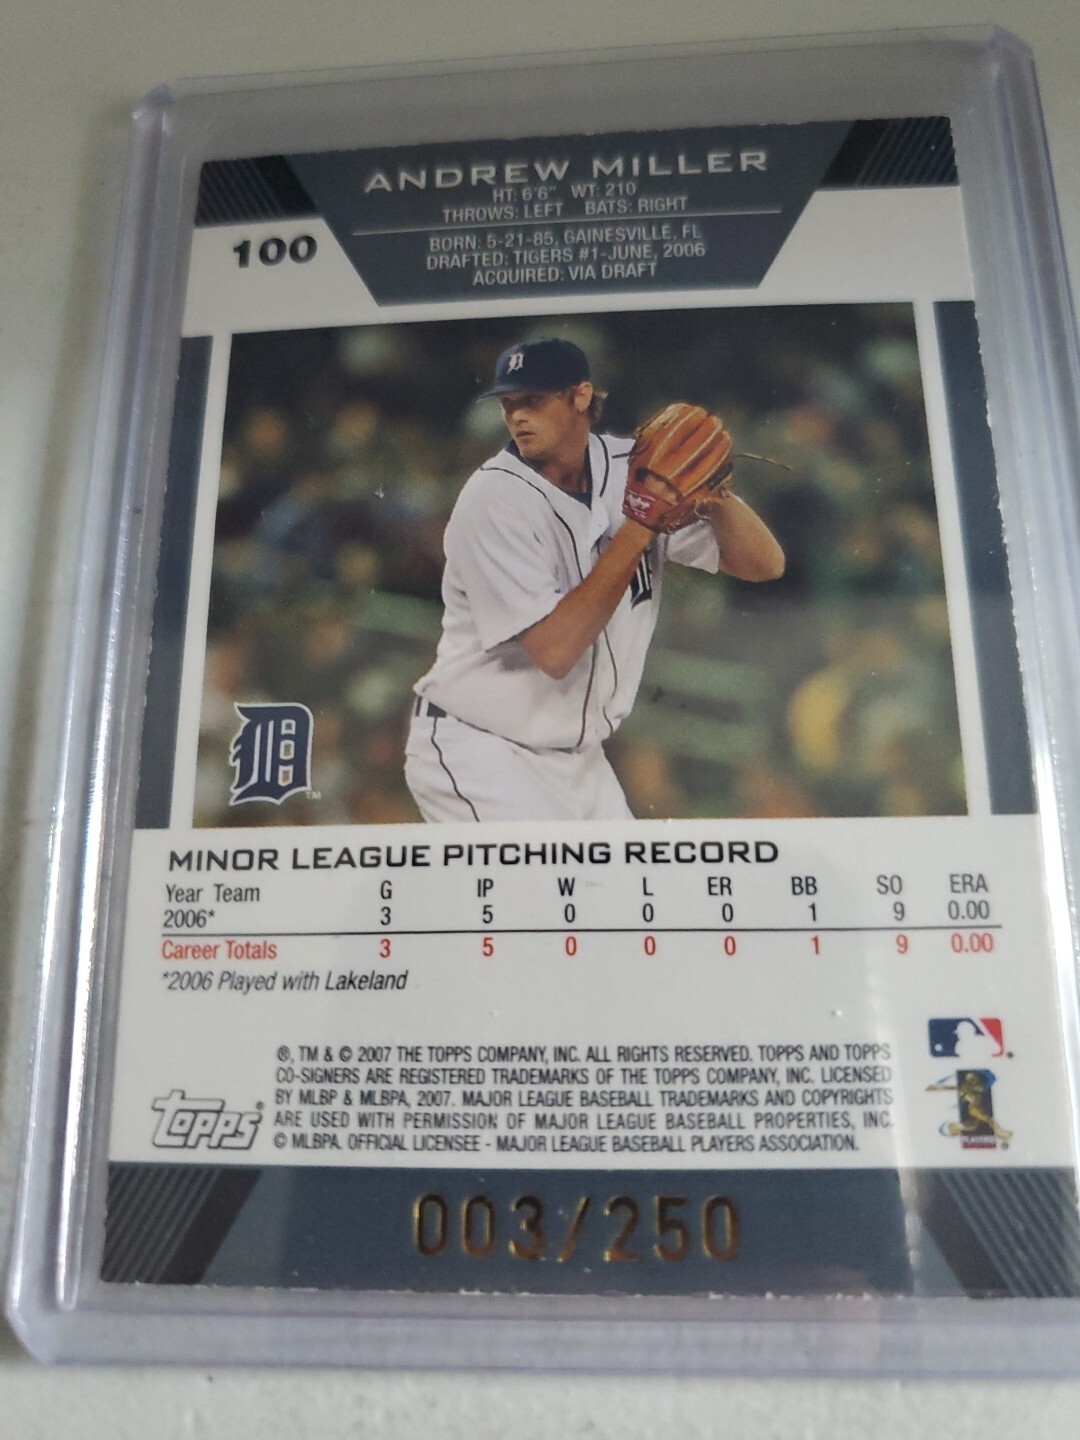 ANDREW MILLER
HT: 6'6" WT: 210
THROWS: LEFT BATS: RIGHT
BORN: 5-21-85, GAINESVILLE, FL
DRAFTED: TIGERS #1-JUNE, 2006
ACQUIRED: VIA DRAFT
100
D
D
D TM
MINOR LEAGUE PITCHING RECORD
Year Team G IP W L ER BB SO ERA
2006* 3 5 0 0 0 1 9 0.00
Career Totals 3 5 0 0 0 1 9 0.00
*2006 Played with Lakeland
®, TM & © 2007 THE TOPPS COMPANY, INC. ALL RIGHTS RESERVED. TOPPS AND TOPPS
CO-SIGNERS ARE REGISTERED TRADEMARKS OF THE TOPPS COMPANY, INC. LICENSED
BY MLBP & MLBPA, 2007. MAJOR LEAGUE BASEBALL TRADEMARKS AND COPYRIGHTS
ARE USED WITH PERMISSION OF MAJOR LEAGUE BASEBALL PROPERTIES, INC.
© MLBPA. OFFICIAL LICENSEE - MAJOR LEAGUE BASEBALL PLAYERS ASSOCIATION.
Topps®
PLAYERS ®
003/250